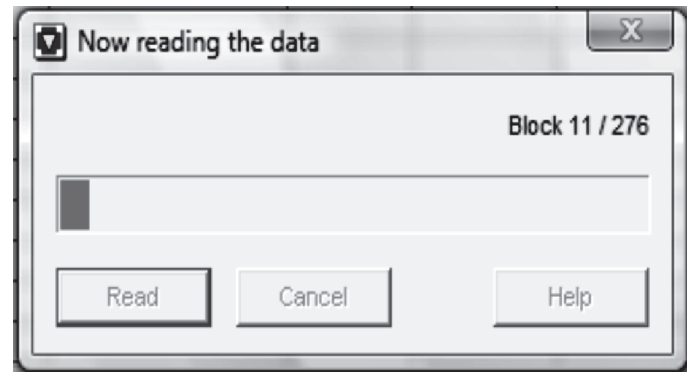 Now reading the data
Block 11 / 276
Read
Cancel
Help